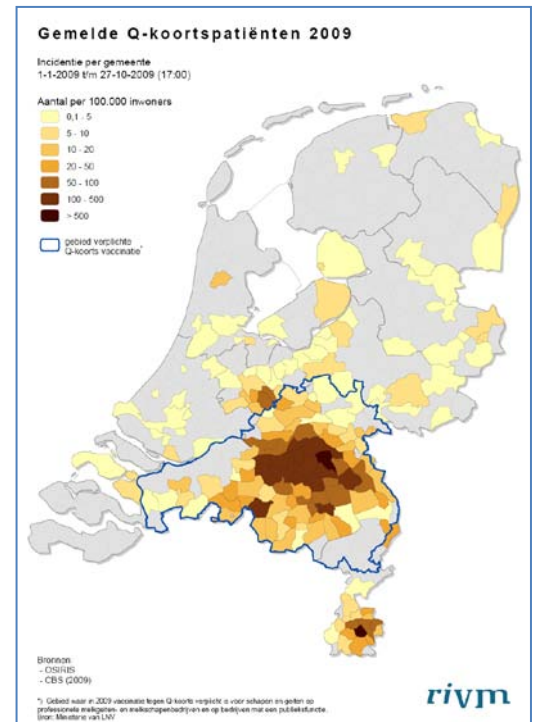 Gemelde Q-koortspatiënten 2009
Incidentie per gemeente
1-1-2009 t/m 27-10-2009 (17:00)
Aantal per 100.000 inwoners
0,1 - 5
5 - 10
10 - 20
20 - 50
50 - 100
100 - 500
> 500
gebied verplichte
Q-koorts vaccinatie*
Bronnen
- OSIRIS
- CBS (2009)
*) Gebied waar in 2009 vaccinatie tegen Q-koorts verplicht is voor schapen en geiten op
professionele melkgeiten- en melkschapenbedrijven en op bedrijven met een publieksfunctie.
Bron: Ministerie van LNV
rivm